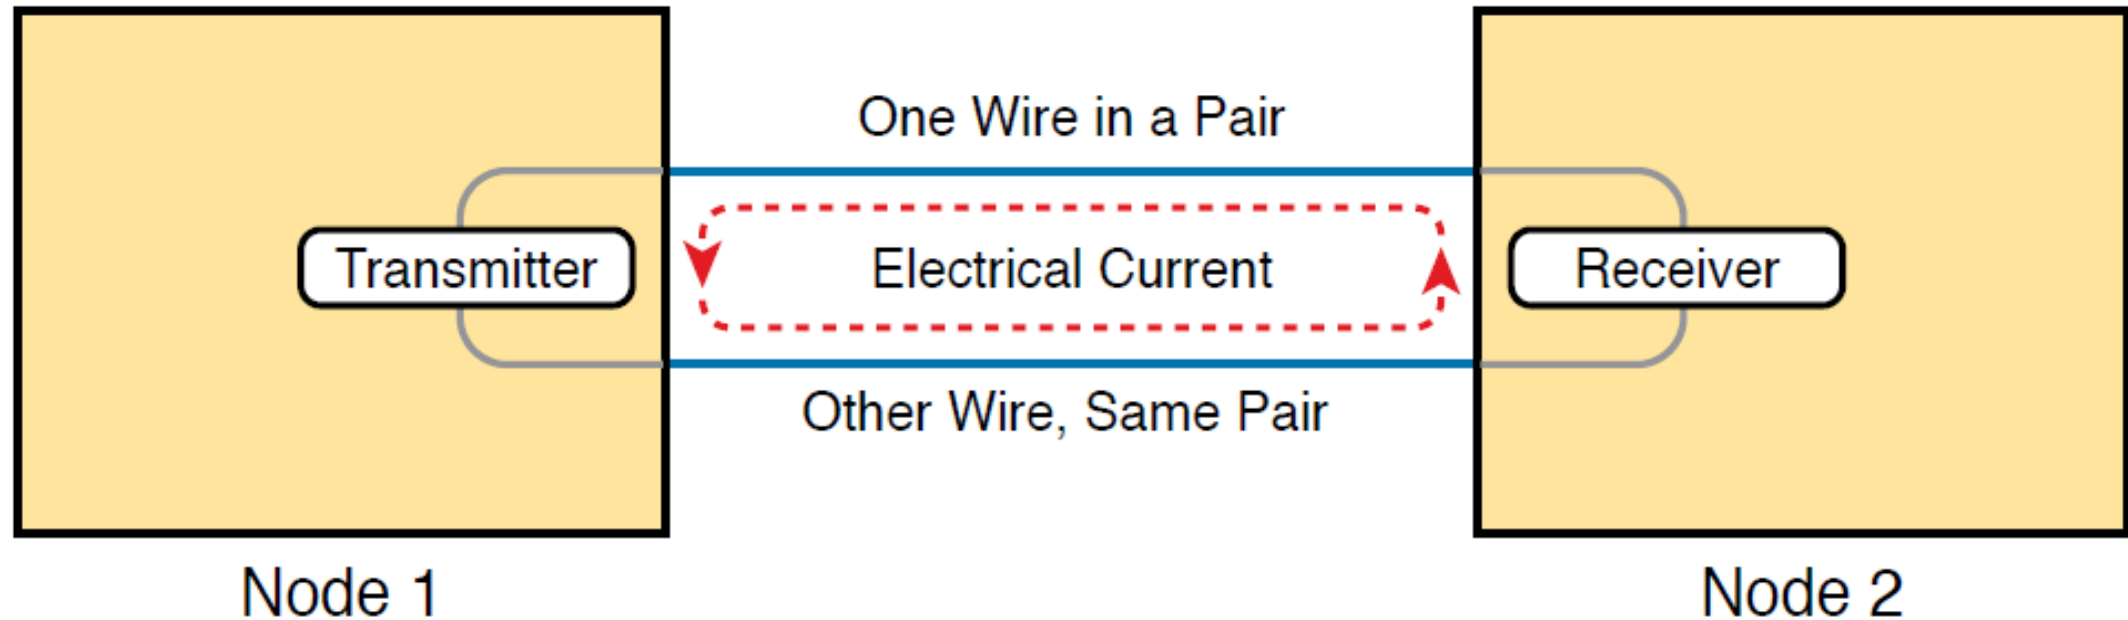 One Wire in a Pair
Transmitter
Electrical Current
Receiver
Other Wire, Same Pair
Node 1
Node 2